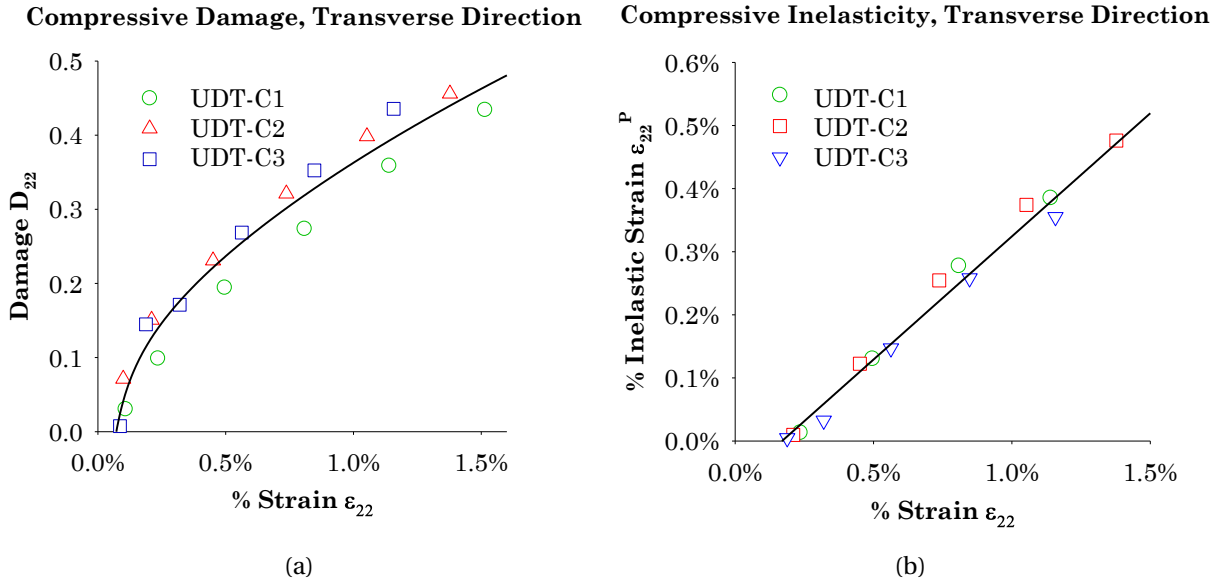 Compressive Damage, Transverse Direction
0.5
0.4
0.3
0.2
0.1
0.0
Damage D22
UDT-C1
UDT-C2
UDT-C3
0.0%
0.5%
1.0%
1.5%
% Strain ε22
(a)
Compressive Inelasticity, Transverse Direction
0.6%
0.5%
0.4%
0.3%
0.2%
0.1%
0.0%
% Inelastic Strain ε22P
UDT-C1
UDT-C2
UDT-C3
0.0%
0.5%
1.0%
1.5%
% Strain ε22
(b)